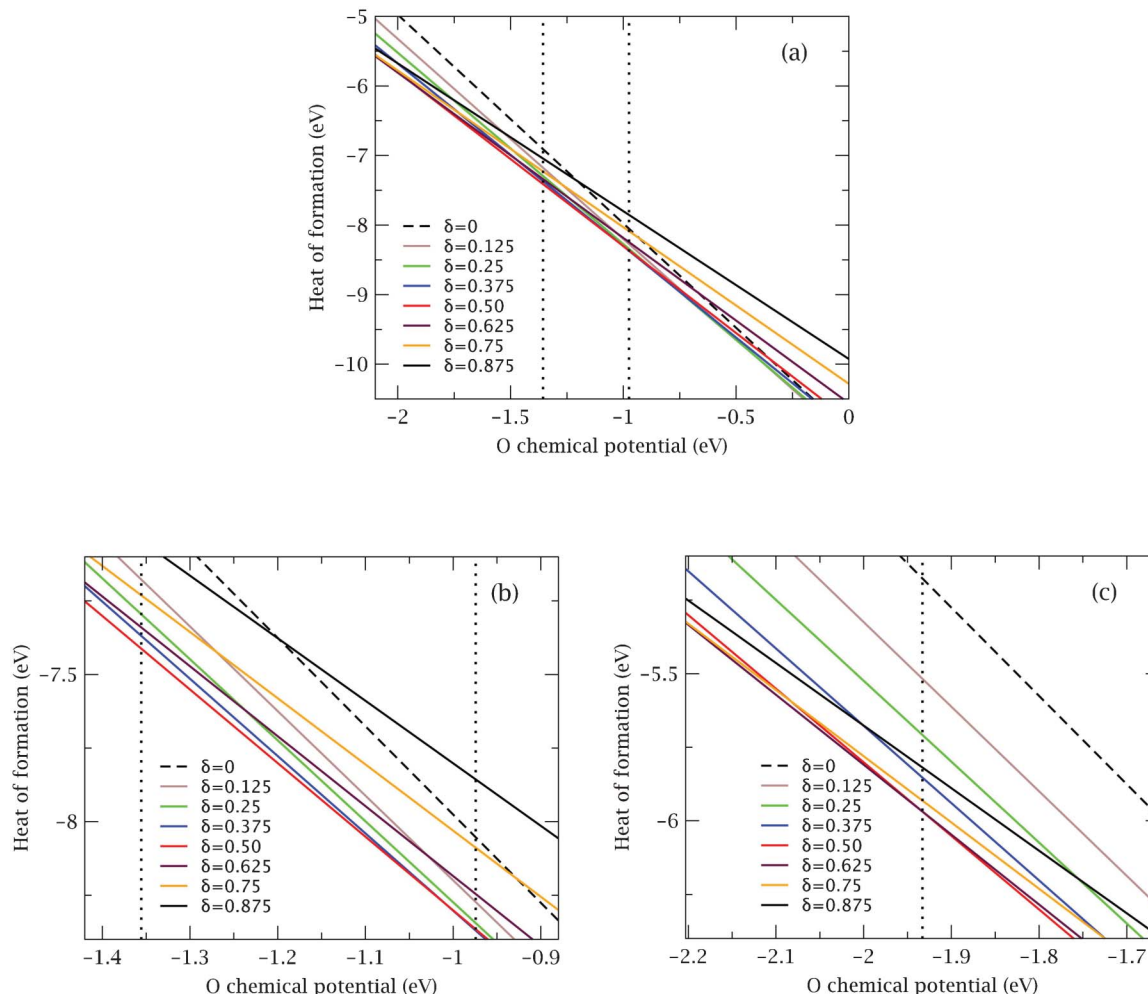 (a)
Heat of formation (eV)
−5
−6
−7
−8
−9
−10
δ=0
δ=0.125
δ=0.25
δ=0.375
δ=0.50
δ=0.625
δ=0.75
δ=0.875
−2 −1.5 −1 −0.5 0
O chemical potential (eV)
(b)
Heat of formation (eV)
−7.5
−8
δ=0
δ=0.125
δ=0.25
δ=0.375
δ=0.50
δ=0.625
δ=0.75
δ=0.875
−1.4 −1.3 −1.2 −1.1 −1 −0.9
O chemical potential (eV)
(c)
Heat of formation (eV)
−5.5
−6
δ=0
δ=0.125
δ=0.25
δ=0.375
δ=0.50
δ=0.625
δ=0.75
δ=0.875
−2.2 −2.1 −2 −1.9 −1.8 −1.7
O chemical potential (eV)